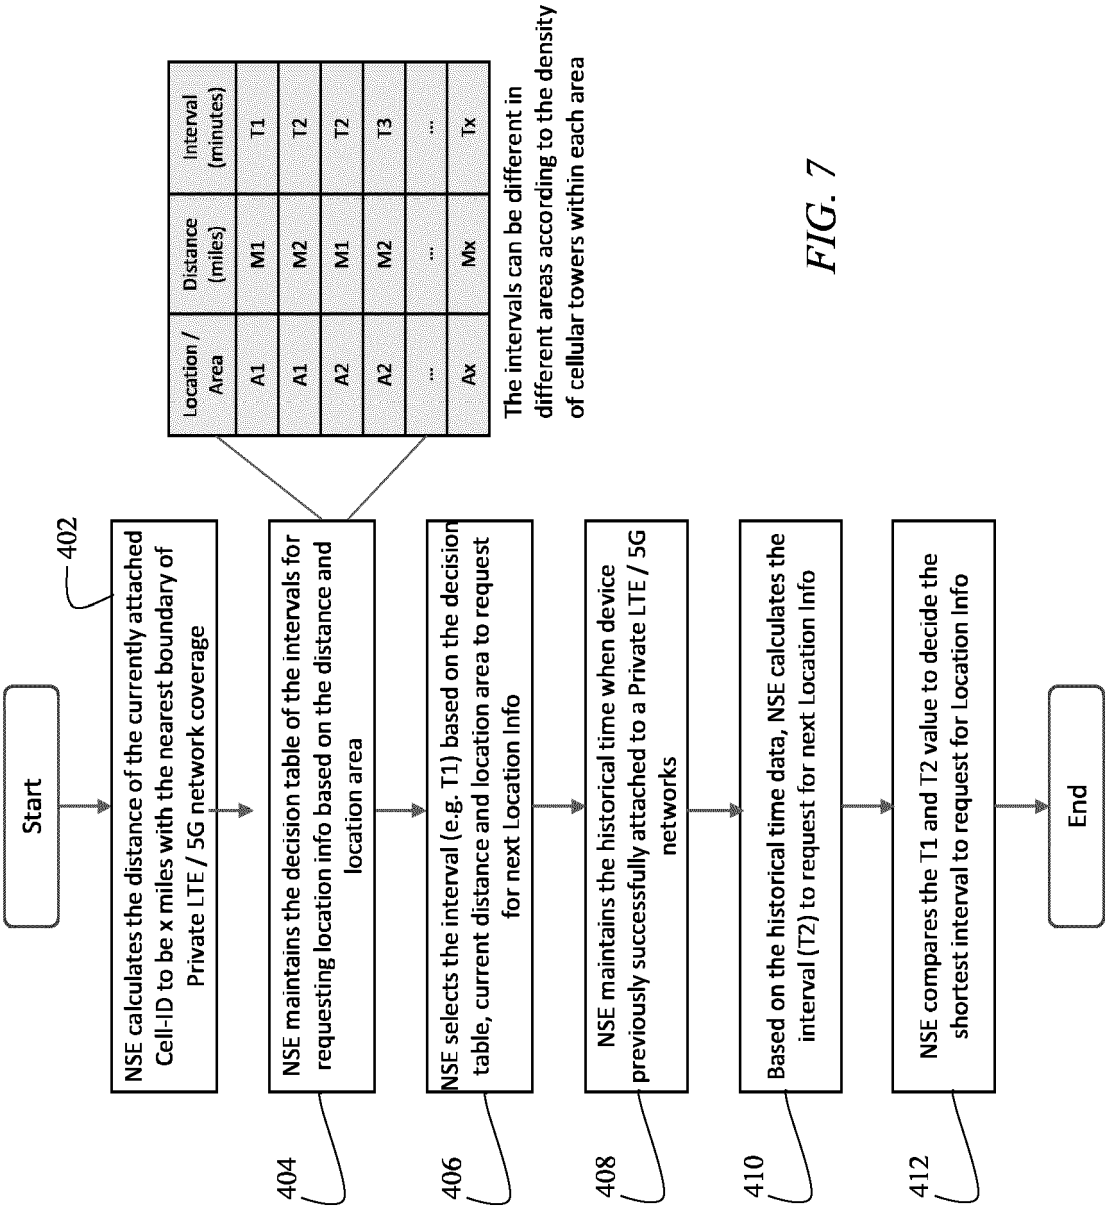 Start
402
NSE calculates the distance of the currently attached
Cell-ID to be x miles with the nearest boundary of
Private LTE / 5G network coverage
404
NSE maintains the decision table of the intervals for
requesting location info based on the distance and
location area
Location / Area Distance (miles) Interval (minutes)
A1 M1 T1
A1 M2 T2
A2 M1 T2
A2 M2 T3
... ... ...
Ax Mx Tx
The intervals can be different in
different areas according to the density
of cellular towers within each area
406
NSE selects the interval (e.g. T1) based on the decision
table, current distance and location area to request
for next Location Info
408
NSE maintains the historical time when device
previously successfully attached to a Private LTE / 5G
networks
410
Based on the historical time data, NSE calculates the
interval (T2) to request for next Location Info
412
NSE compares the T1 and T2 value to decide the
shortest interval to request for Location Info
End
FIG. 7